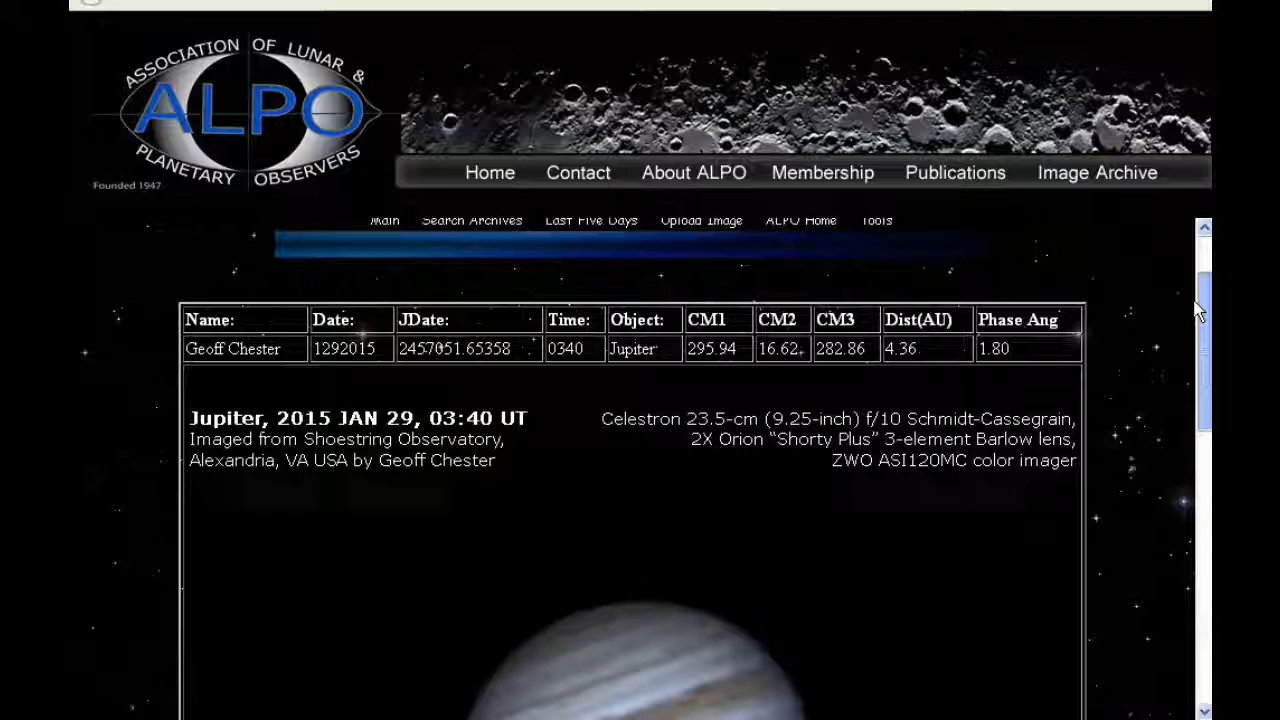 ASSOCIATION OF LUNAR &
ALPO
PLANETARY OBSERVERS
Founded 1947
Home Contact About ALPO Membership Publications Image Archive
Main Search Archives Last Five Days Upload Image ALPO Home Tools
Name: Date: JDate: Time: Object: CM1 CM2 CM3 Dist(AU) Phase Ang
Geoff Chester 1292015 2457051.65358 0340 Jupiter 295.94 16.62 282.86 4.36 1.80
Jupiter, 2015 JAN 29, 03:40 UT
Imaged from Shoestring Observatory,
Alexandria, VA USA by Geoff Chester
Celestron 23.5-cm (9.25-inch) f/10 Schmidt-Cassegrain,
2X Orion “Shorty Plus” 3-element Barlow lens,
ZWO ASI120MC color imager